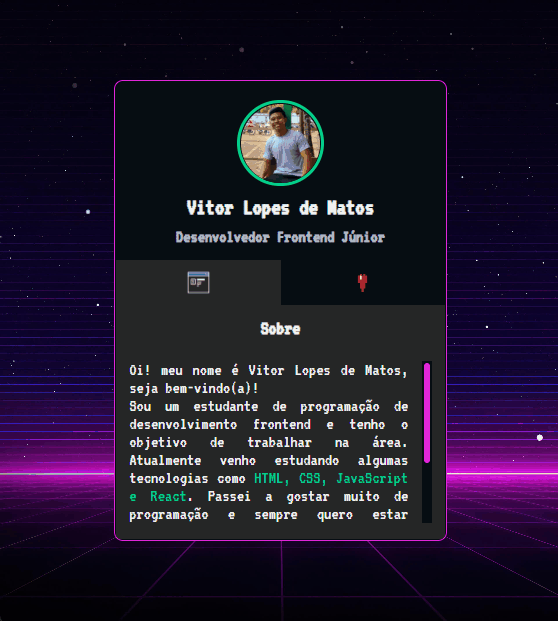 Vitor Lopes de Matos
Desenvolvedor Frontend Júnior
Sobre
Oi! meu nome é Vitor Lopes de Matos,
seja bem-vindo(a)!
Sou um estudante de programação de
desenvolvimento frontend e tenho o
objetivo de trabalhar na área.
Atualmente venho estudando algumas
tecnologias como HTML, CSS, JavaScript
e React. Passei a gostar muito de
programação e sempre quero estar